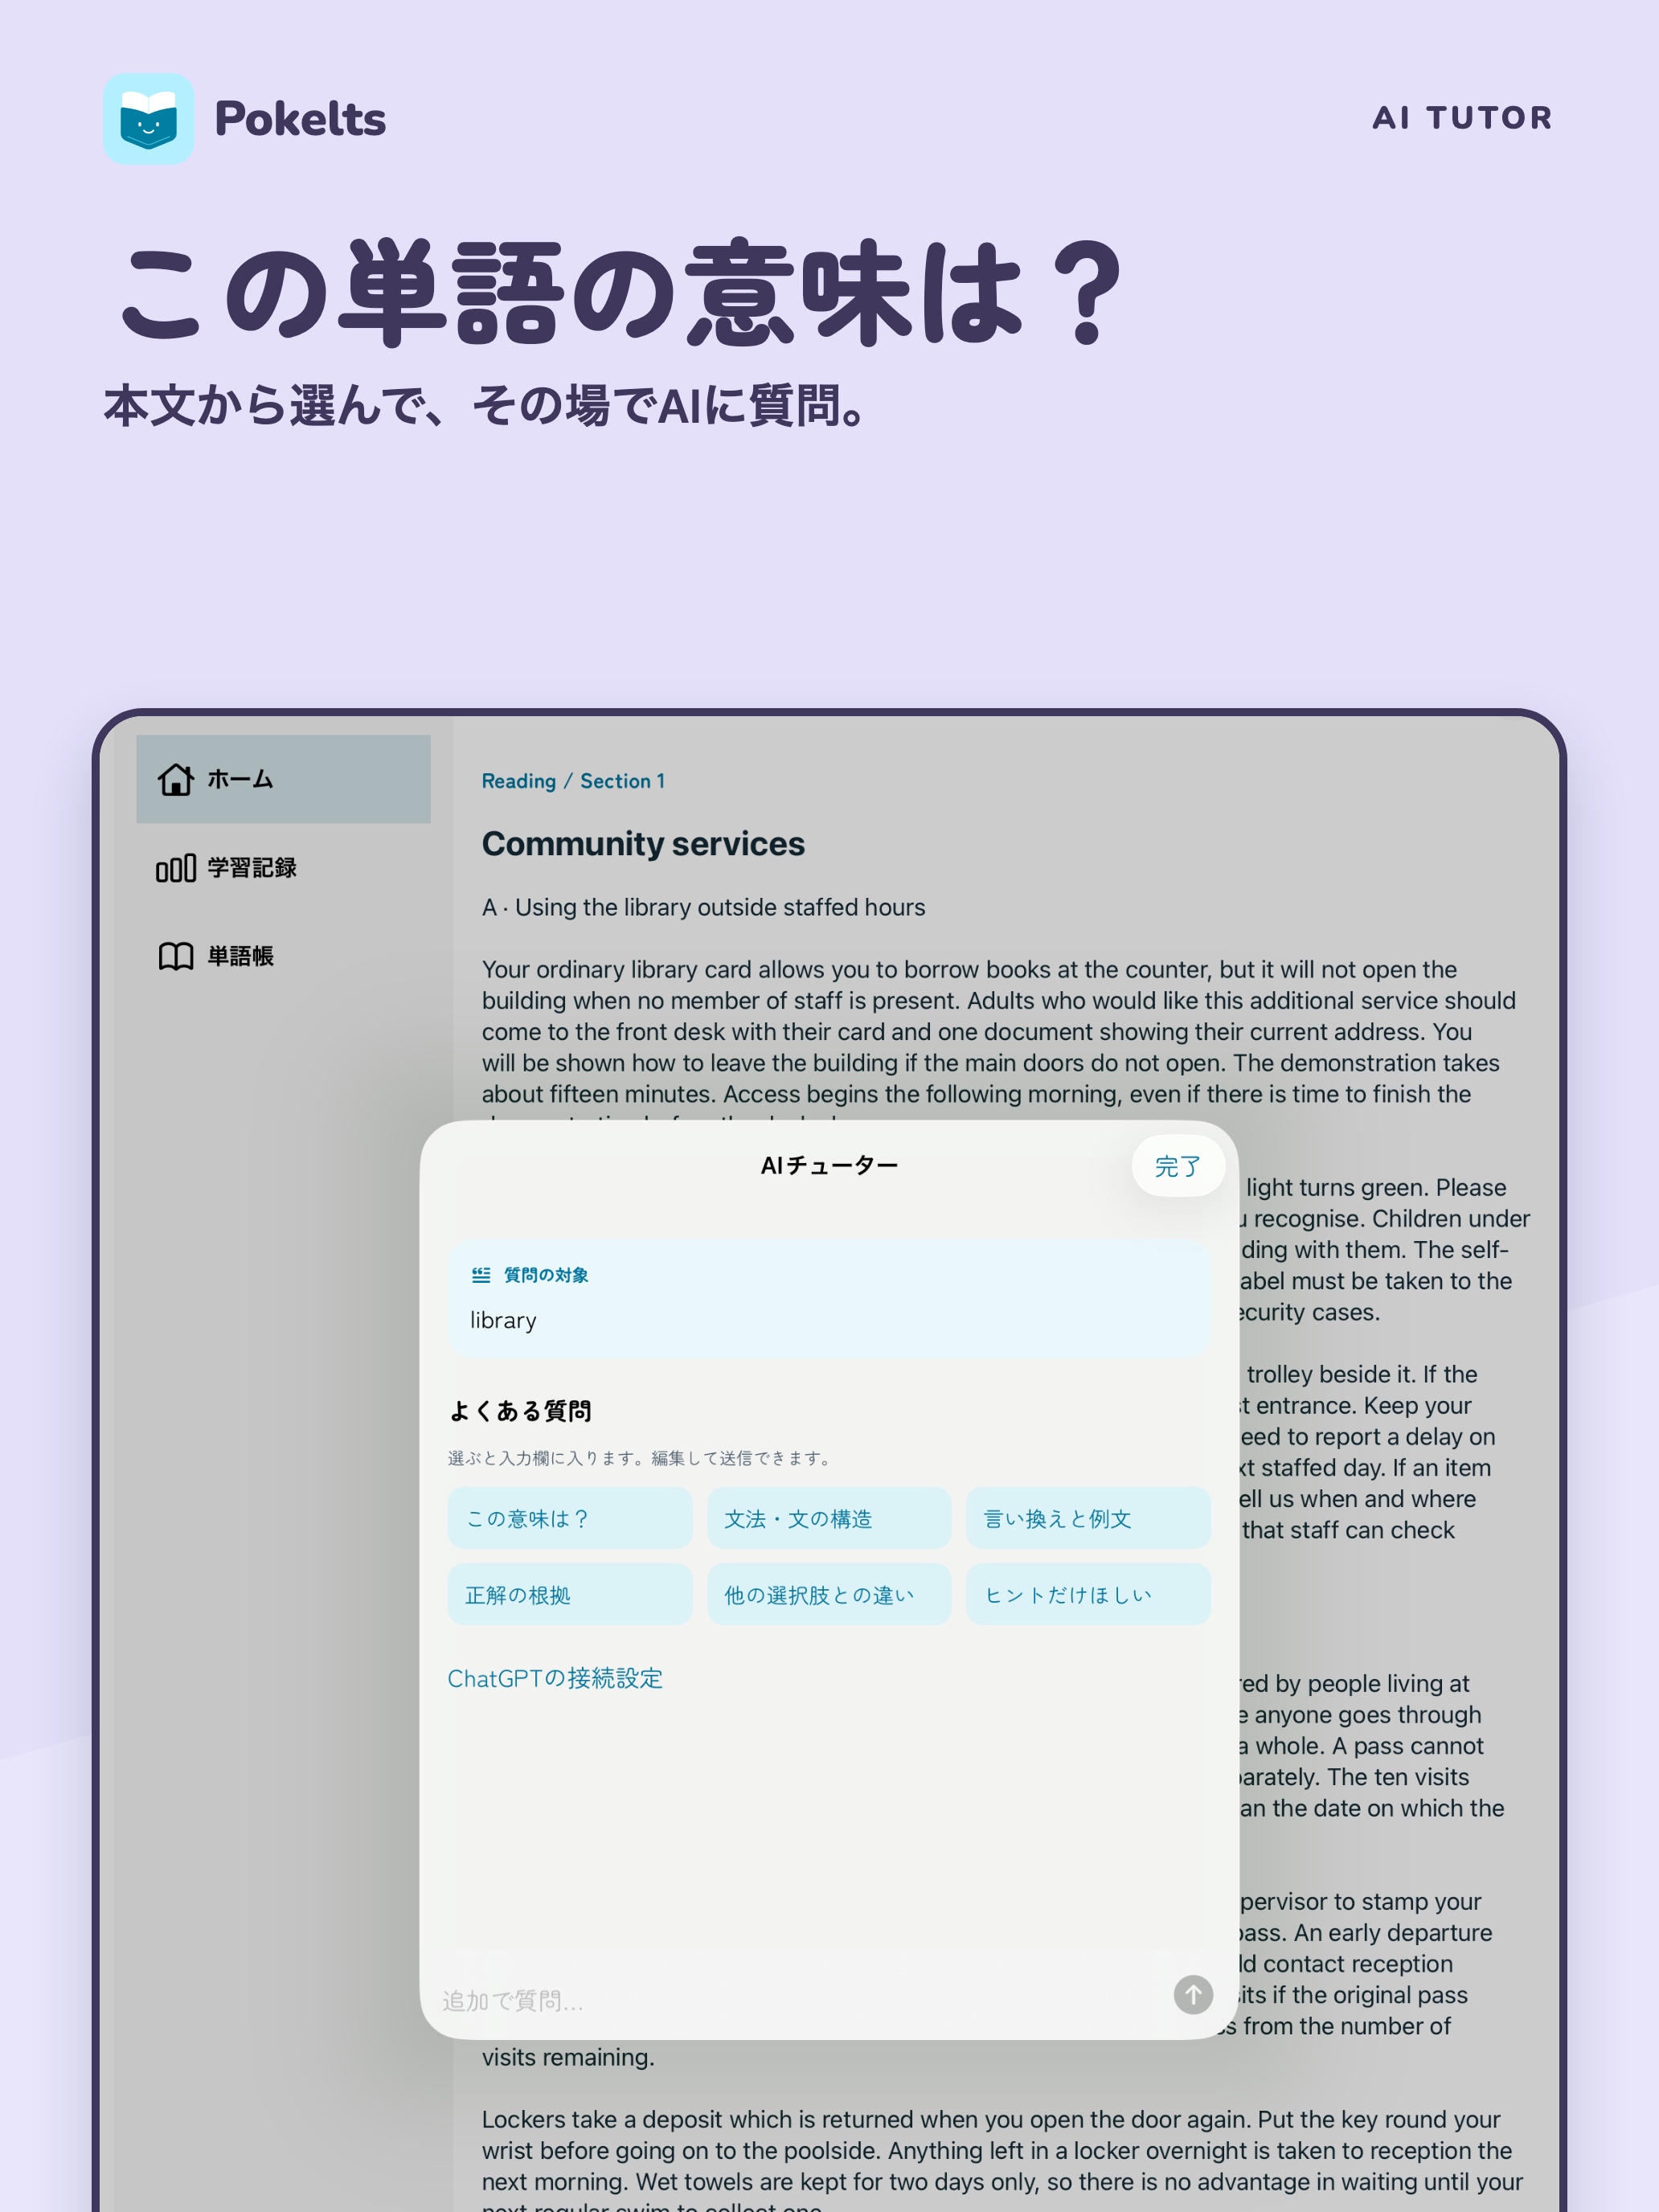 Pokelts
AI TUTOR
この単語の意味は？
本文から選んで、その場でAIに質問。
ホーム
学習記録
単語帳
Reading / Section 1
Community services
A · Using the library outside staffed hours
Your ordinary library card allows you to borrow books at the counter, but it will not open the
building when no member of staff is present. Adults who would like this additional service should
come to the front desk with their card and one document showing their current address. You
will be shown how to leave the building if the main doors do not open. The demonstration takes
about fifteen minutes. Access begins the following morning, even if there is time to finish the
light turns green. Please
recognise. Children under
with them. The self-
must be taken to the
cases.
trolley beside it. If the
entrance. Keep your
to report a delay on
staffed day. If an item
us when and where
that staff can check
by people living at
anyone goes through
a whole. A pass cannot
The ten visits
the date on which the
to stamp your
An early departure
contact reception
if the original pass
from the number of
visits remaining.
Lockers take a deposit which is returned when you open the door again. Put the key round your
wrist before going on to the poolside. Anything left in a locker overnight is taken to reception the
next morning. Wet towels are kept for two days only, so there is no advantage in waiting until your
AIチューター
完了
質問の対象
library
よくある質問
選ぶと入力欄に入ります。編集して送信できます。
この意味は？
文法・文の構造
言い換えと例文
正解の根拠
他の選択肢との違い
ヒントだけほしい
ChatGPTの接続設定
追加で質問...